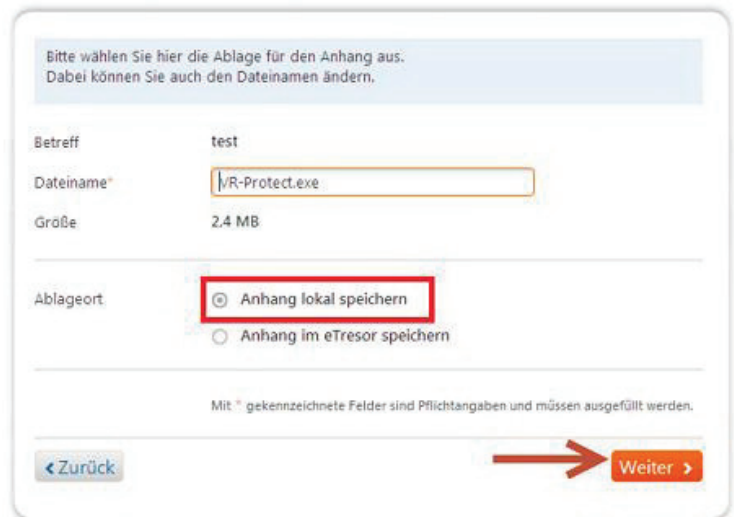 Bitte wählen Sie hier die Ablage für den Anhang aus.
Dabei können Sie auch den Dateinamen ändern.
Betreff test
Dateiname* VR-Protect.exe
Größe 2.4 MB
Ablageort Anhang lokal speichern
Anhang im eTresor speichern
Mit * gekennzeichnete Felder sind Pflichtangaben und müssen ausgefüllt werden.
Zurück Weiter